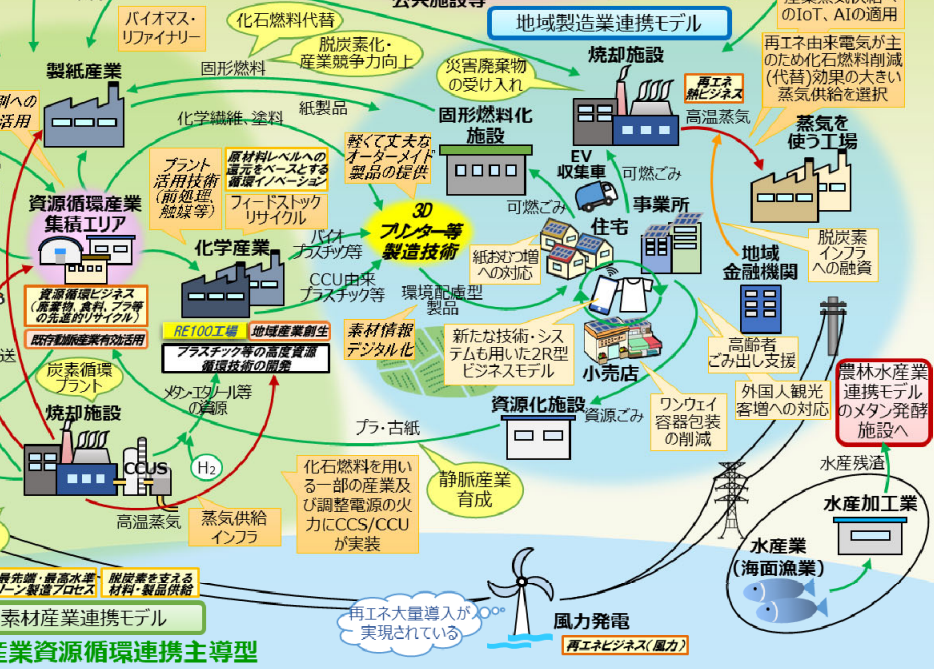 公共施設等
地域製造業連携モデル
のIoT、AIの適用
バイオマス・
リファイナリー
化石燃料代替
脱炭素化・
産業競争力向上
災害廃棄物
の受け入れ
焼却施設
再エネ
熱ビジネス
再エネ由来電気が主
のため化石燃料削減
(代替)効果の大きい
蒸気供給を選択
製紙産業
固形燃料
紙製品
化学繊維、塗料
固形燃料化
施設
高温蒸気
蒸気を
使う工場
活用
プラント
活用技術
(前処理、
触媒等)
原材料レベルへの
還元をベースとする
循環イノベーション
フィードストック
リサイクル
軽くて丈夫な
オーダーメイド
製品の提供
EV
収集車
可燃ごみ
可燃ごみ
事業所
住宅
資源循環産業
集積エリア
3D
プリンター等
製造技術
化学産業
バイオ
プラスチック等
CCU由来
プラスチック等
紙おむつ増
への対応
地域
金融機関
脱炭素
インフラ
への融資
資源循環ビジネス
(廃棄物、食料、プラ等
の先進的リサイクル)
既存動脈産業有効活用
RE100工場
地域産業創生
プラスチック等の高度資源
循環技術の開発
環境配慮型
製品
素材情報
デジタル化
新たな技術・シス
テムも用いた2R型
ビジネスモデル
小売店
高齢者
ごみ出し支援
外国人観光
客増への対応
農林水産業
連携モデル
のメタン発酵
施設へ
送
炭素循環
プラント
焼却施設
メタン・エタノール等
の資源
資源化施設
資源ごみ
ワンウェイ
容器包装
の削減
プラ・古紙
CCUS
H2
静脈産業
育成
水産残渣
高温蒸気
蒸気供給
インフラ
化石燃料を用い
る一部の産業及
び調整電源の火
力にCCS/CCU
が実装
水産加工業
水産業
(海面漁業)
最先端・最高水準
リーン製造プロセス
脱炭素を支える
材料・製品供給
素材産業連携モデル
再エネ大量導入が
実現されている
風力発電
再エネビジネス(風力)
産業資源循環連携主導型